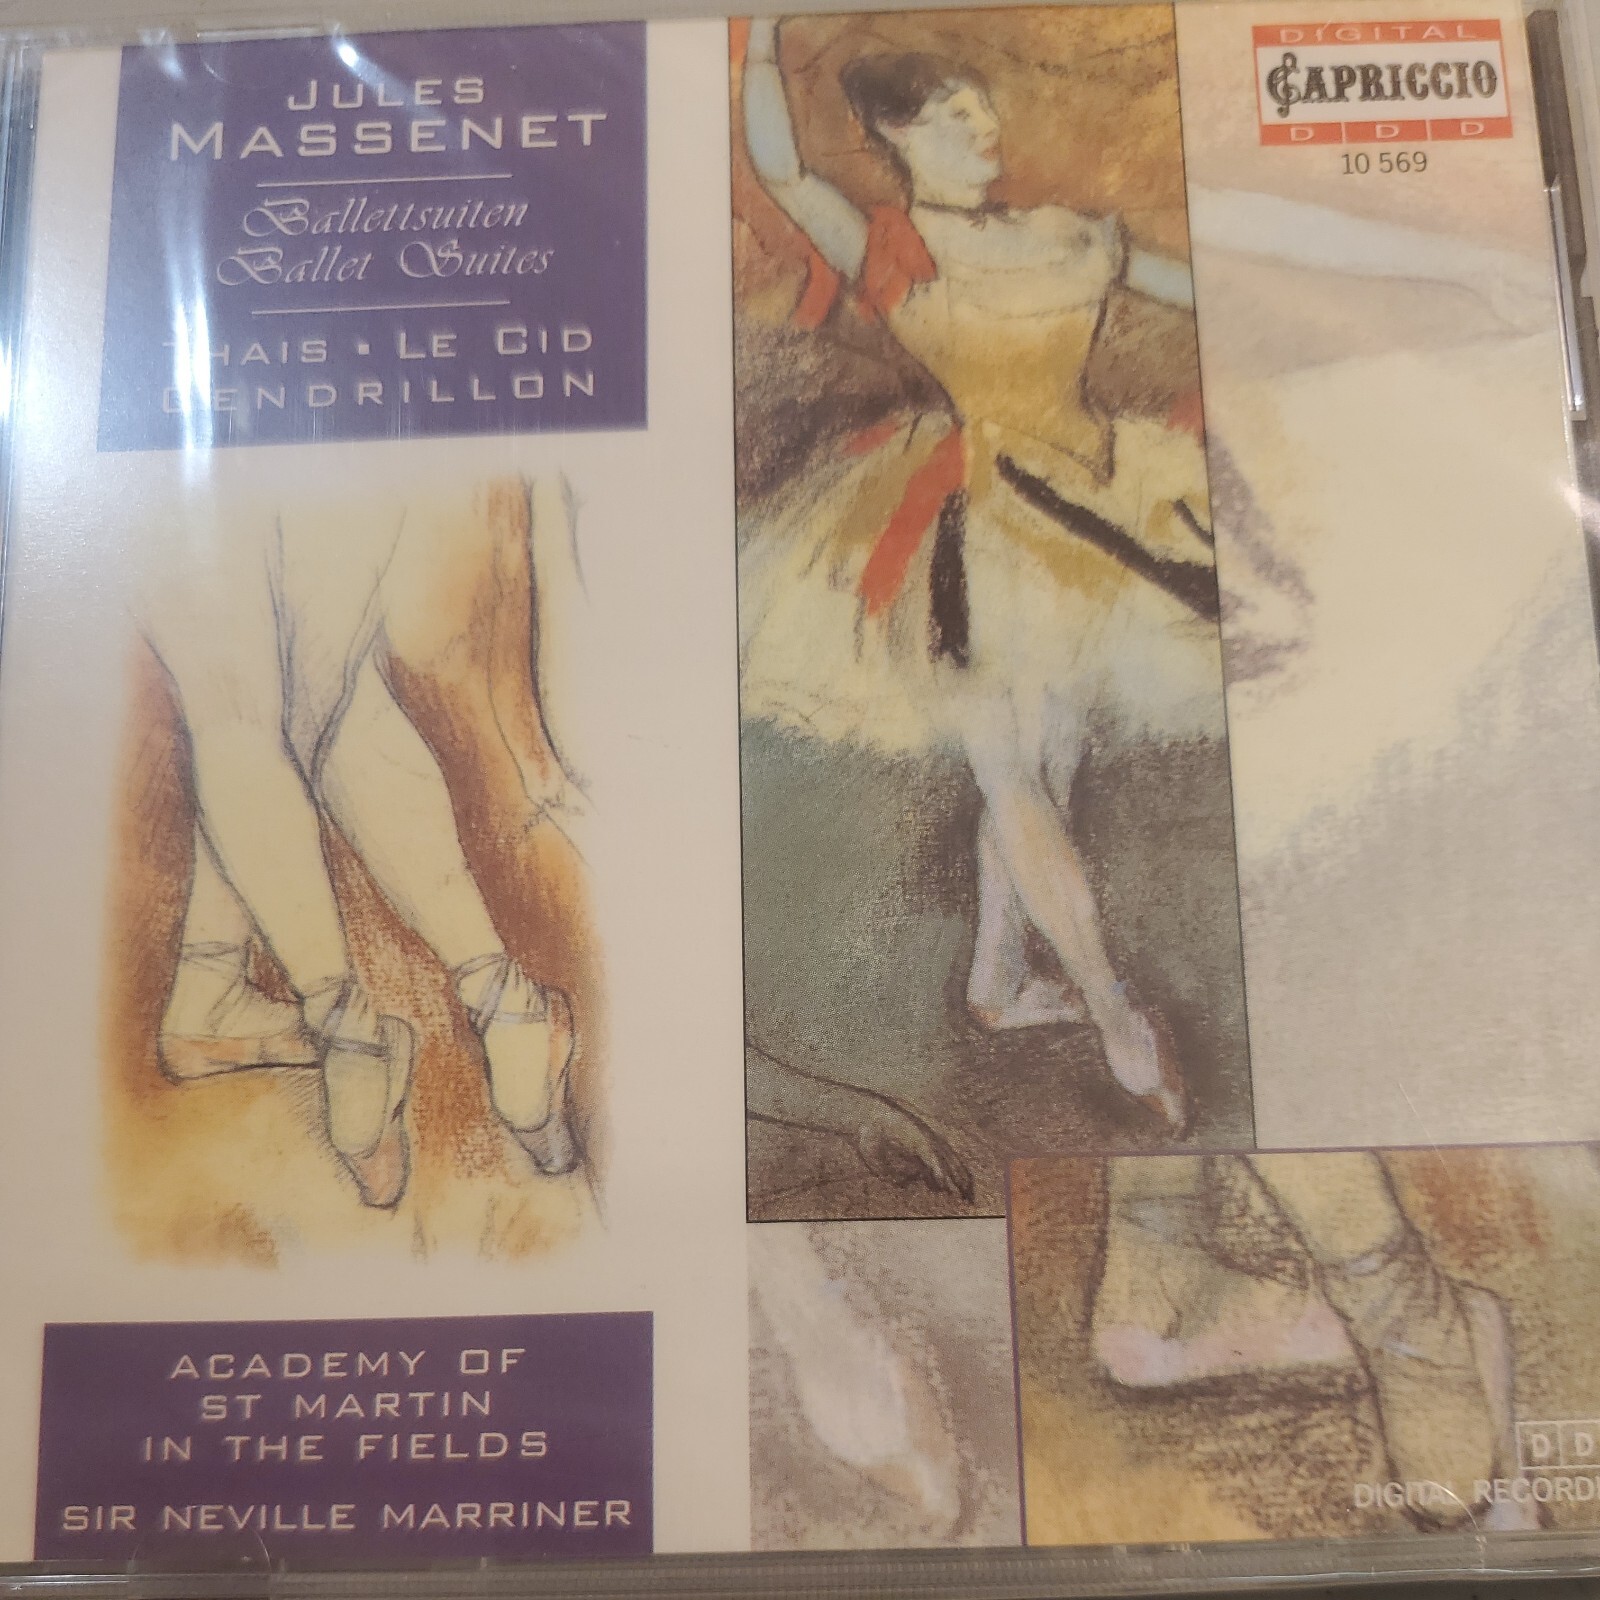 JULES
MASSENET
Ballettsuiten
Ballet Suites
THAIS ▪ LE CID
CENDRILLON
DIGITAL
CAPRICCIO
D D D
10 569
ACADEMY OF
ST MARTIN
IN THE FIELDS
SIR NEVILLE MARRINER
D D
DIGITAL RECORDI